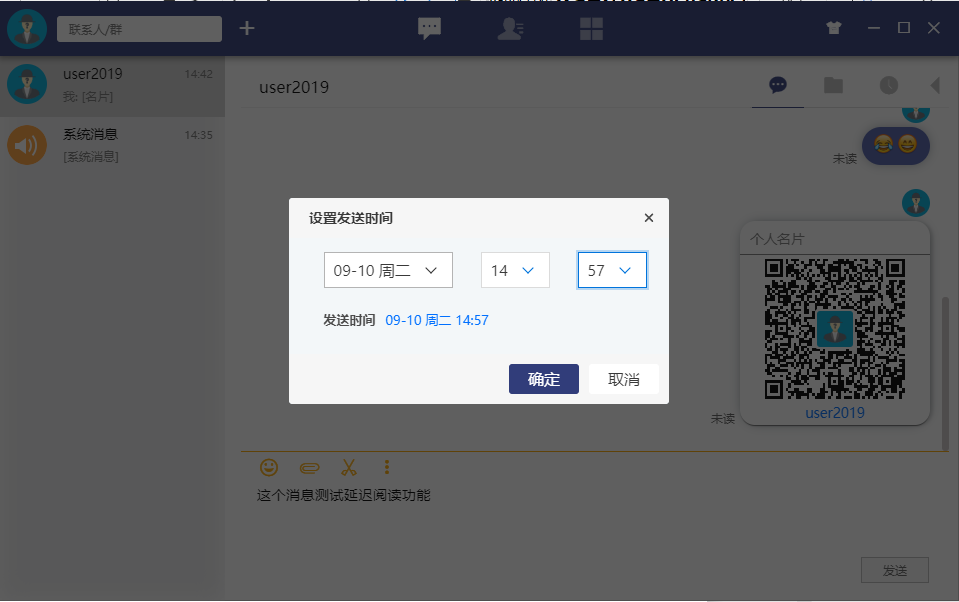 联系人/群
user2019 14:42
我: [名片]
系统消息 14:35
[系统消息]
user2019
未读
个人名片
user2019
未读
设置发送时间
09-10 周二 14 57
发送时间 09-10 周二 14:57
确定 取消
这个消息测试延迟阅读功能
发送